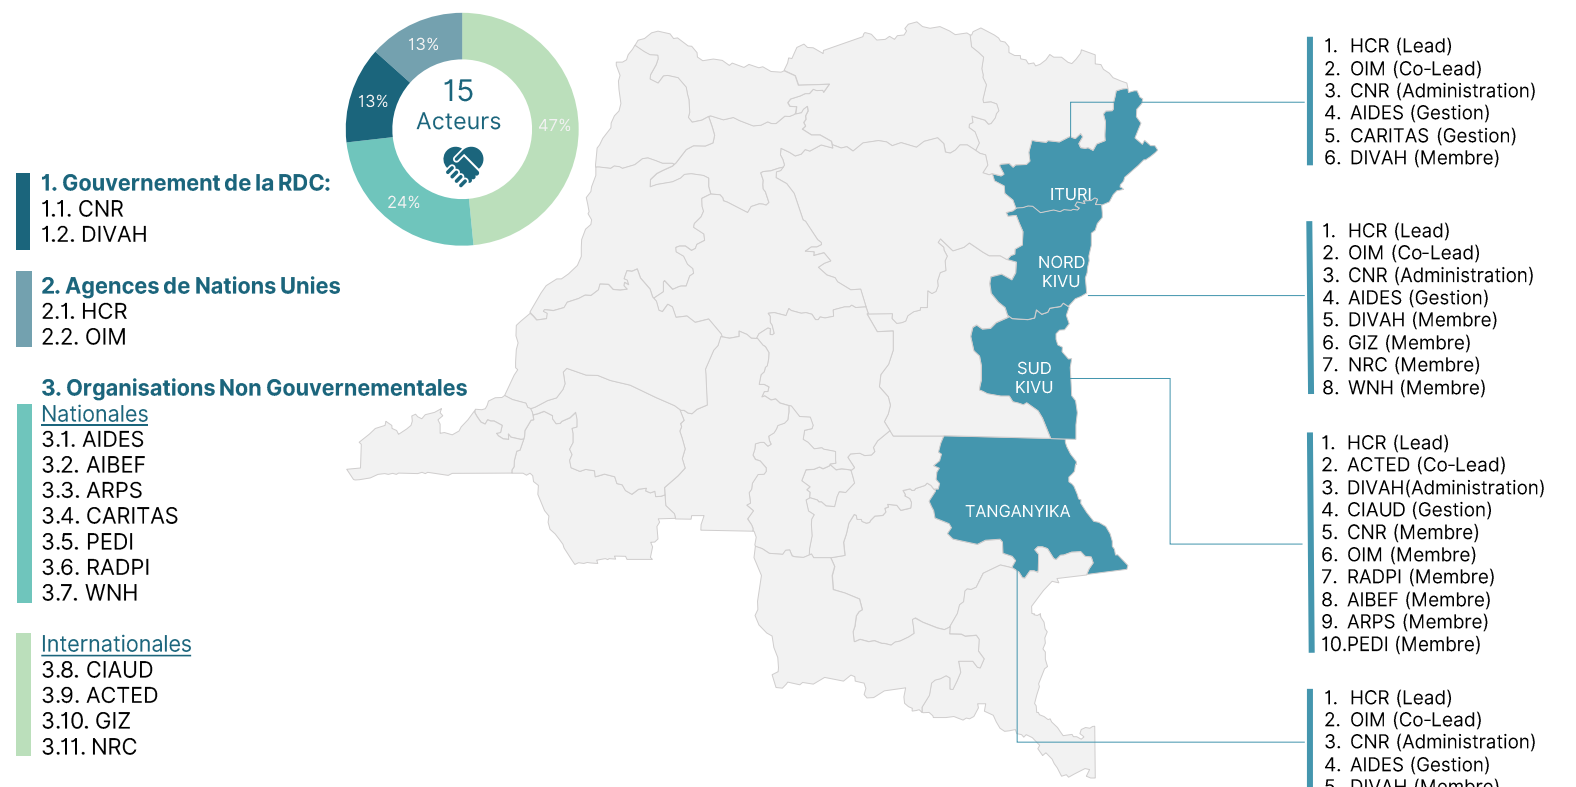 13%
13%
47%
24%
15
Acteurs
1. Gouvernement de la RDC:
1.1. CNR
1.2. DIVAH
2. Agences de Nations Unies
2.1. HCR
2.2. OIM
3. Organisations Non Gouvernementales
Nationales
3.1. AIDES
3.2. AIBEF
3.3. ARPS
3.4. CARITAS
3.5. PEDI
3.6. RADPI
3.7. WNH
Internationales
3.8. CIAUD
3.9. ACTED
3.10. GIZ
3.11. NRC
ITURI
NORD
KIVU
SUD
KIVU
TANGANYIKA
1. HCR (Lead)
2. OIM (Co-Lead)
3. CNR (Administration)
4. AIDES (Gestion)
5. CARITAS (Gestion)
6. DIVAH (Membre)
1. HCR (Lead)
2. OIM (Co-Lead)
3. CNR (Administration)
4. AIDES (Gestion)
5. DIVAH (Membre)
6. GIZ (Membre)
7. NRC (Membre)
8. WNH (Membre)
1. HCR (Lead)
2. ACTED (Co-Lead)
3. DIVAH(Administration)
4. CIAUD (Gestion)
5. CNR (Membre)
6. OIM (Membre)
7. RADPI (Membre)
8. AIBEF (Membre)
9. ARPS (Membre)
10.PEDI (Membre)
1. HCR (Lead)
2. OIM (Co-Lead)
3. CNR (Administration)
4. AIDES (Gestion)
5. DIVAH (Membre)